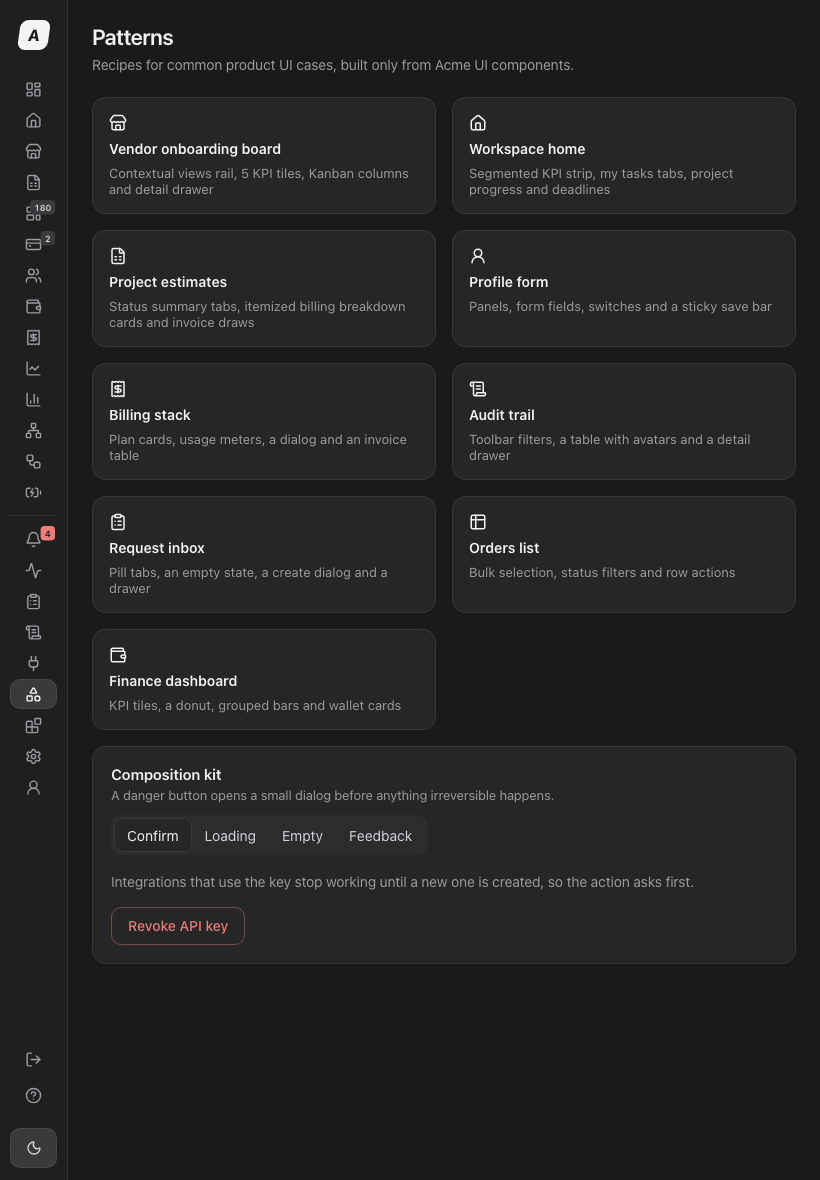 A
Patterns
Recipes for common product UI cases, built only from Acme UI components.
180
2
4
Vendor onboarding board
Contextual views rail, 5 KPI tiles, Kanban columns
and detail drawer
Workspace home
Segmented KPI strip, my tasks tabs, project
progress and deadlines
Project estimates
Status summary tabs, itemized billing breakdown
cards and invoice draws
Profile form
Panels, form fields, switches and a sticky save bar
Billing stack
Plan cards, usage meters, a dialog and an invoice
table
Audit trail
Toolbar filters, a table with avatars and a detail
drawer
Request inbox
Pill tabs, an empty state, a create dialog and a
drawer
Orders list
Bulk selection, status filters and row actions
Finance dashboard
KPI tiles, a donut, grouped bars and wallet cards
Composition kit
A danger button opens a small dialog before anything irreversible happens.
Confirm Loading Empty Feedback
Integrations that use the key stop working until a new one is created, so the action asks first.
Revoke API key